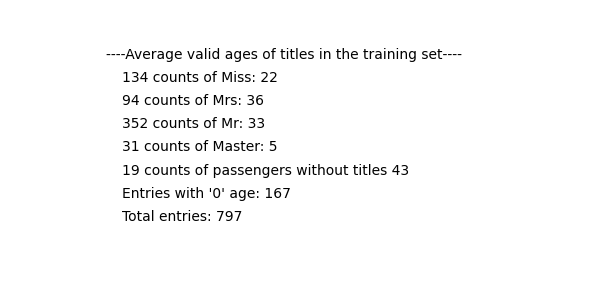 ----Average valid ages of titles in the training set----
134 counts of Miss: 22
94 counts of Mrs: 36
352 counts of Mr: 33
31 counts of Master: 5
19 counts of passengers without titles 43
Entries with '0' age: 167
Total entries: 797